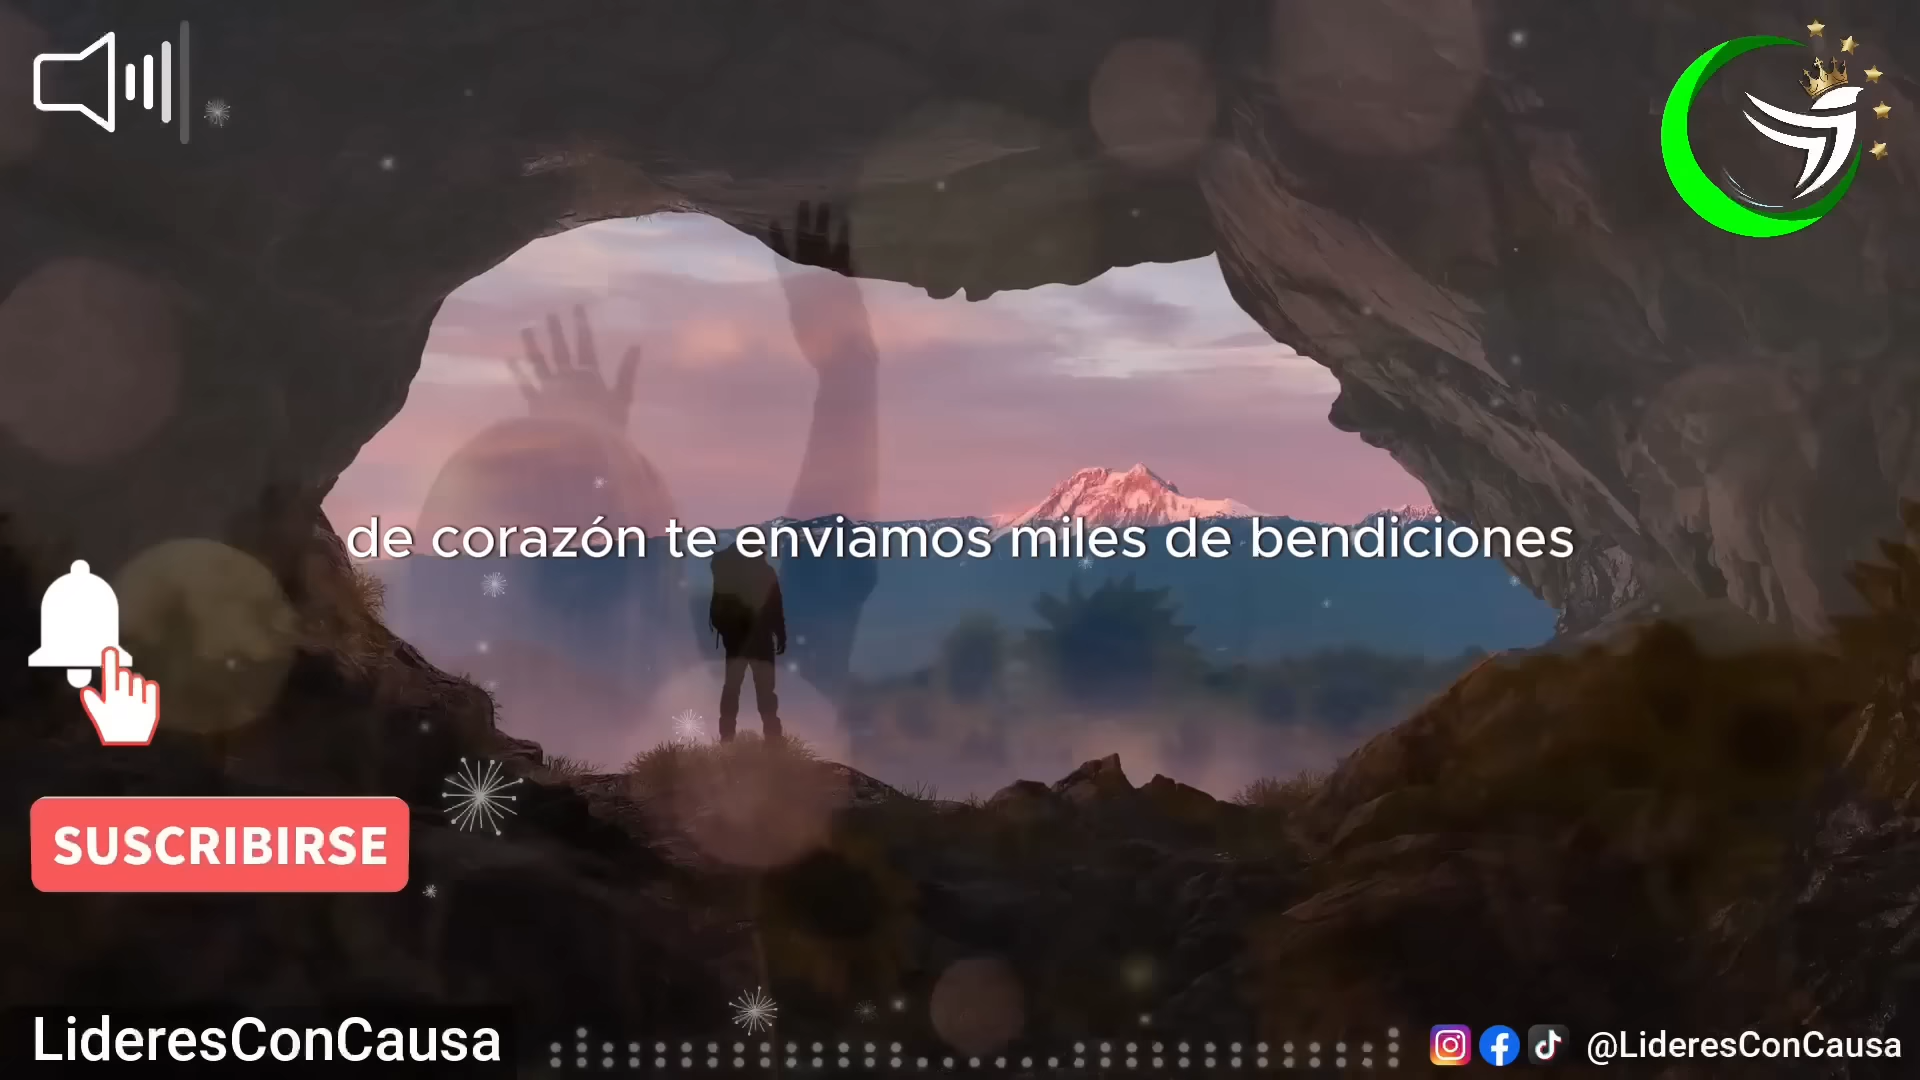 de corazón te enviamos miles de bendiciones
SUSCRIBIRSE
LideresConCausa
@LideresConCausa